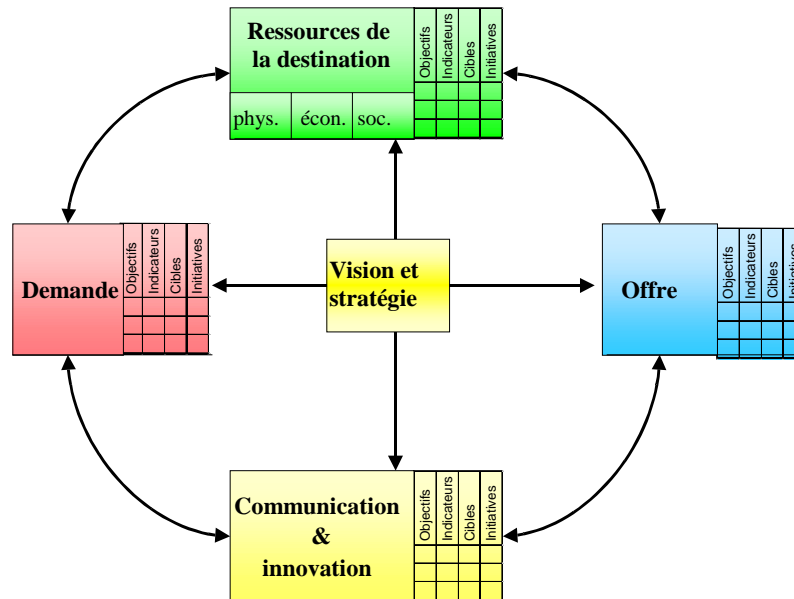 Ressources de
la destination
phys. écon. soc.
Objectifs
Indicateurs
Cibles
Initiatives
Demande
Objectifs
Indicateurs
Cibles
Initiatives
Vision et
stratégie
Offre
Objectifs
Indicateurs
Cibles
Initiatives
Communication
&
innovation
Objectifs
Indicateurs
Cibles
Initiatives